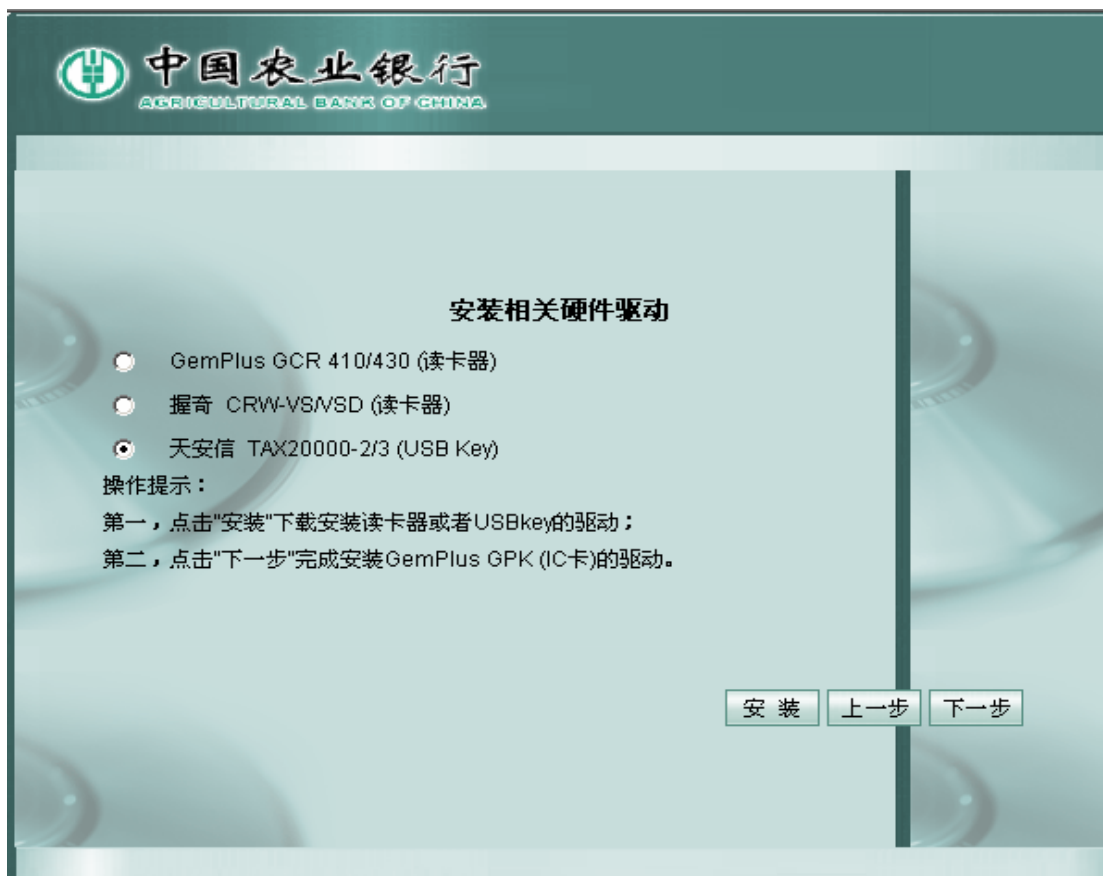 中国农业银行
AGRICULTURAL BANK OF CHINA
安装相关硬件驱动
GemPlus GCR 410/430 (读卡器)
握奇 CRW-VS/VSD (读卡器)
天安信 TAX20000-2/3 (USB Key)
操作提示：
第一，点击"安装"下载安装读卡器或者USBkey的驱动；
第二，点击"下一步"完成安装GemPlus GPK (IC卡)的驱动。
安 装 上一步 下一步